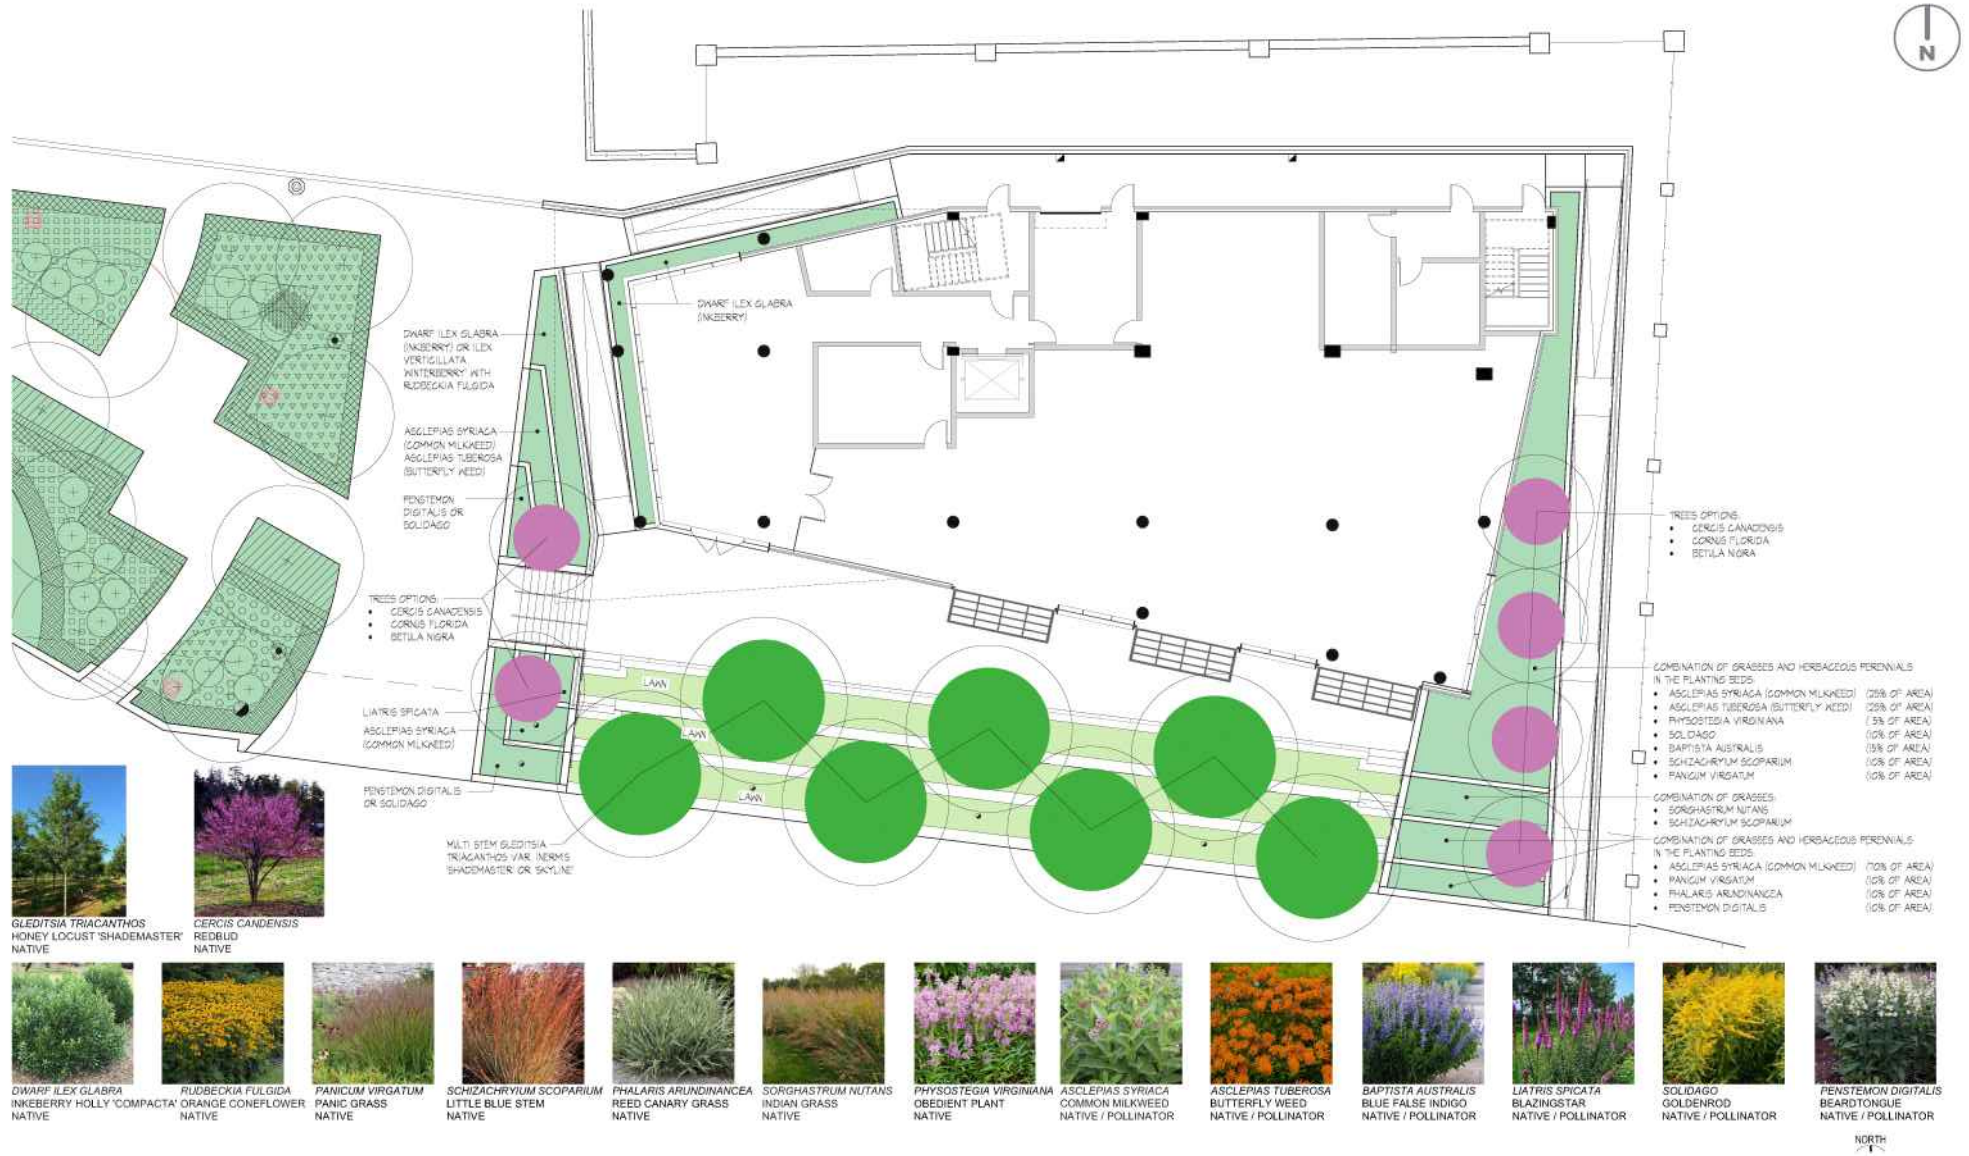 N
DWARF ILEX GLABRA
(INKBERRY)
DWARF ILEX GLABRA
(INKBERRY) OR ILEX
VERTICILLATA
WINTERBERRY WITH
RUDBECKIA FULGIDA
ASCLEPIAS SYRIACA
(COMMON MILKWEED)
ASCLEPIAS TUBEROSA
(BUTTERFLY WEED)
PENSTEMON
DIGITALIS OR
SOLIDAGO
TREES OPTIONS:
• CERCIS CANADENSIS
• CORNUS FLORIDA
• BETULA NIGRA
LIATRIS SPICATA
ASCLEPIAS SYRIACA
(COMMON MILKWEED)
PENSTEMON DIGITALIS
OR SOLIDAGO
MULTI STEM GLEDITSIA
TRIACANTHOS VAR. INERMIS
'SHADEMASTER' OR 'SKYLINE'
LAWN
LAWN
LAWN
TREES OPTIONS:
• CERCIS CANADENSIS
• CORNUS FLORIDA
• BETULA NIGRA
COMBINATION OF GRASSES AND HERBACEOUS PERENNIALS
IN THE PLANTING BEDS:
• ASCLEPIAS SYRIACA (COMMON MILKWEED) (25% OF AREA)
• ASCLEPIAS TUBEROSA (BUTTERFLY WEED) (25% OF AREA)
• PHYSOSTEGIA VIRGINIANA ( 5% OF AREA)
• SOLIDAGO (10% OF AREA)
• BAPTISTA AUSTRALIS (15% OF AREA)
• SCHIZACHRYIUM SCOPARIUM (10% OF AREA)
• PANICUM VIRGATUM (10% OF AREA)
COMBINATION OF GRASSES:
• SORGHASTRUM NUTANS
• SCHIZACHRYIUM SCOPARIUM
COMBINATION OF GRASSES AND HERBACEOUS PERENNIALS
IN THE PLANTING BEDS:
• ASCLEPIAS SYRIACA (COMMON MILKWEED) (70% OF AREA)
• PANICUM VIRGATUM (10% OF AREA)
• PHALARIS ARUNDINANCEA (10% OF AREA)
• PENSTEMON DIGITALIS (10% OF AREA)
GLEDITSIA TRIACANTHOS
HONEY LOCUST 'SHADEMASTER'
NATIVE
CERCIS CANDENSIS
REDBUD
NATIVE
DWARF ILEX GLABRA
INKEBERRY HOLLY 'COMPACTA'
NATIVE
RUDBECKIA FULGIDA
ORANGE CONEFLOWER
NATIVE
PANICUM VIRGATUM
PANIC GRASS
NATIVE
SCHIZACHRYIUM SCOPARIUM
LITTLE BLUE STEM
NATIVE
PHALARIS ARUNDINANCEA
REED CANARY GRASS
NATIVE
SORGHASTRUM NUTANS
INDIAN GRASS
NATIVE
PHYSOSTEGIA VIRGINIANA
OBEDIENT PLANT
NATIVE
ASCLEPIAS SYRIACA
COMMON MILKWEED
NATIVE / POLLINATOR
ASCLEPIAS TUBEROSA
BUTTERFLY WEED
NATIVE / POLLINATOR
BAPTISTA AUSTRALIS
BLUE FALSE INDIGO
NATIVE / POLLINATOR
LIATRIS SPICATA
BLAZINGSTAR
NATIVE / POLLINATOR
SOLIDAGO
GOLDENROD
NATIVE / POLLINATOR
PENSTEMON DIGITALIS
BEARDTONGUE
NATIVE / POLLINATOR
NORTH